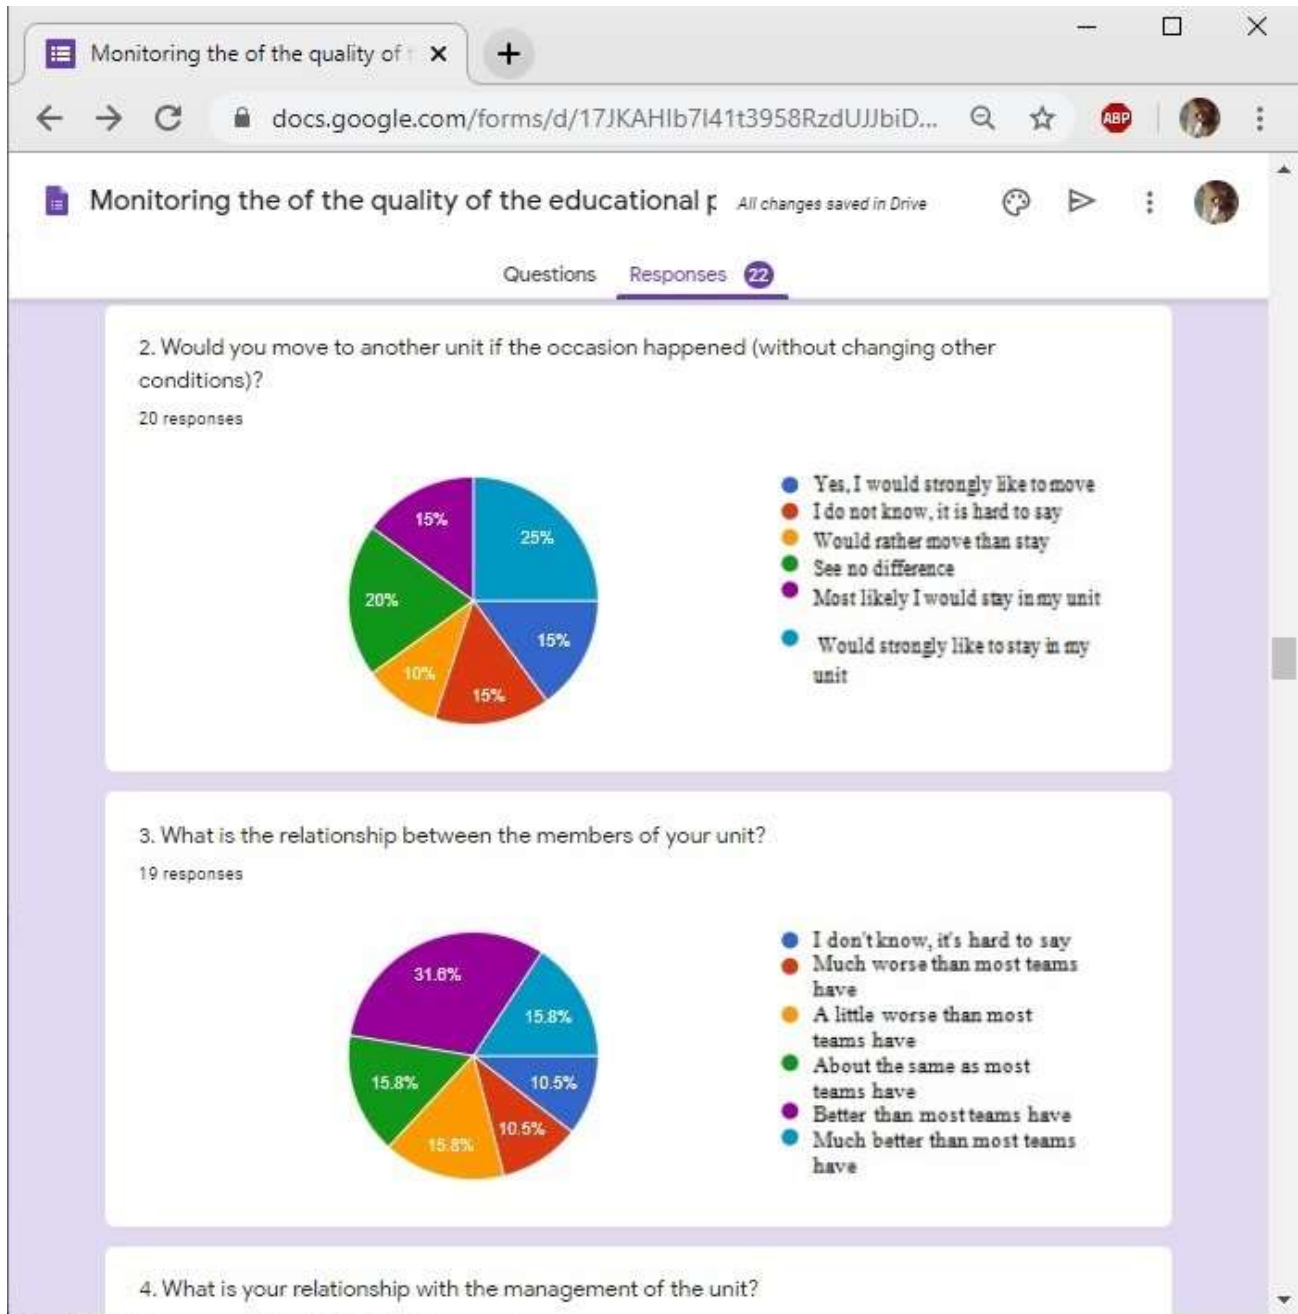 Monitoring the of the quality of
docs.google.com/forms/d/17JKAHIb7I41t3958RzdUJJbiD...
ABP
Monitoring the of the quality of the educational p All changes saved in Drive
Questions Responses 22
2. Would you move to another unit if the occasion happened (without changing other
conditions)?
20 responses
15%
25%
20%
15%
10%
15%
Yes, I would strongly like to move
I do not know, it is hard to say
Would rather move than stay
See no difference
Most likely I would stay in my unit
Would strongly like to stay in my
unit
3. What is the relationship between the members of your unit?
19 responses
31.6%
15.8%
15.8%
10.5%
10.5%
15.8%
I don't know, it's hard to say
Much worse than most teams
have
A little worse than most
teams have
About the same as most
teams have
Better than most teams have
Much better than most teams
have
4. What is your relationship with the management of the unit?